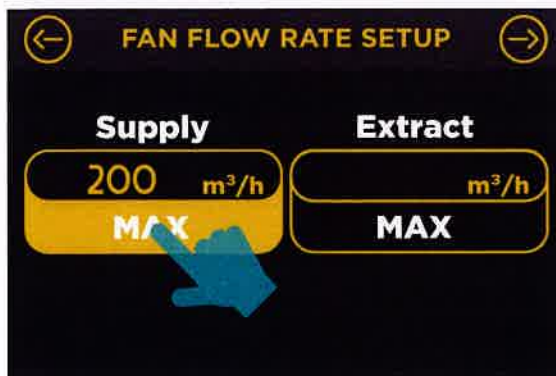 FAN FLOW RATE SETUP
Supply Extract
200 m³/h m³/h
MAX MAX